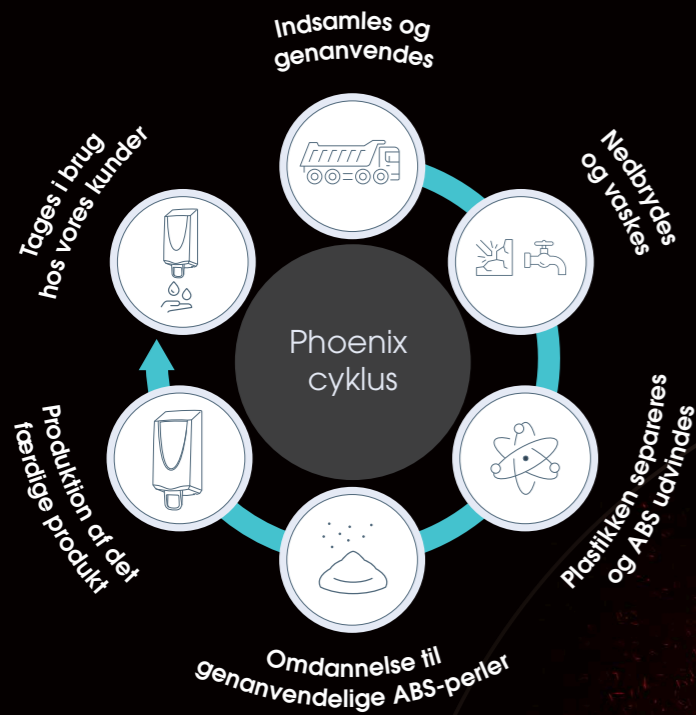 Indsamles og
genanvendes
Nedbrydes
og vaskes
Plastikken separeres
og ABS udvindes
Omdannelse til
genanvendelige ABS-perler
Produktion af det
færdige produkt
Tages i brug
hos vores kunder
Phoenix
cyklus